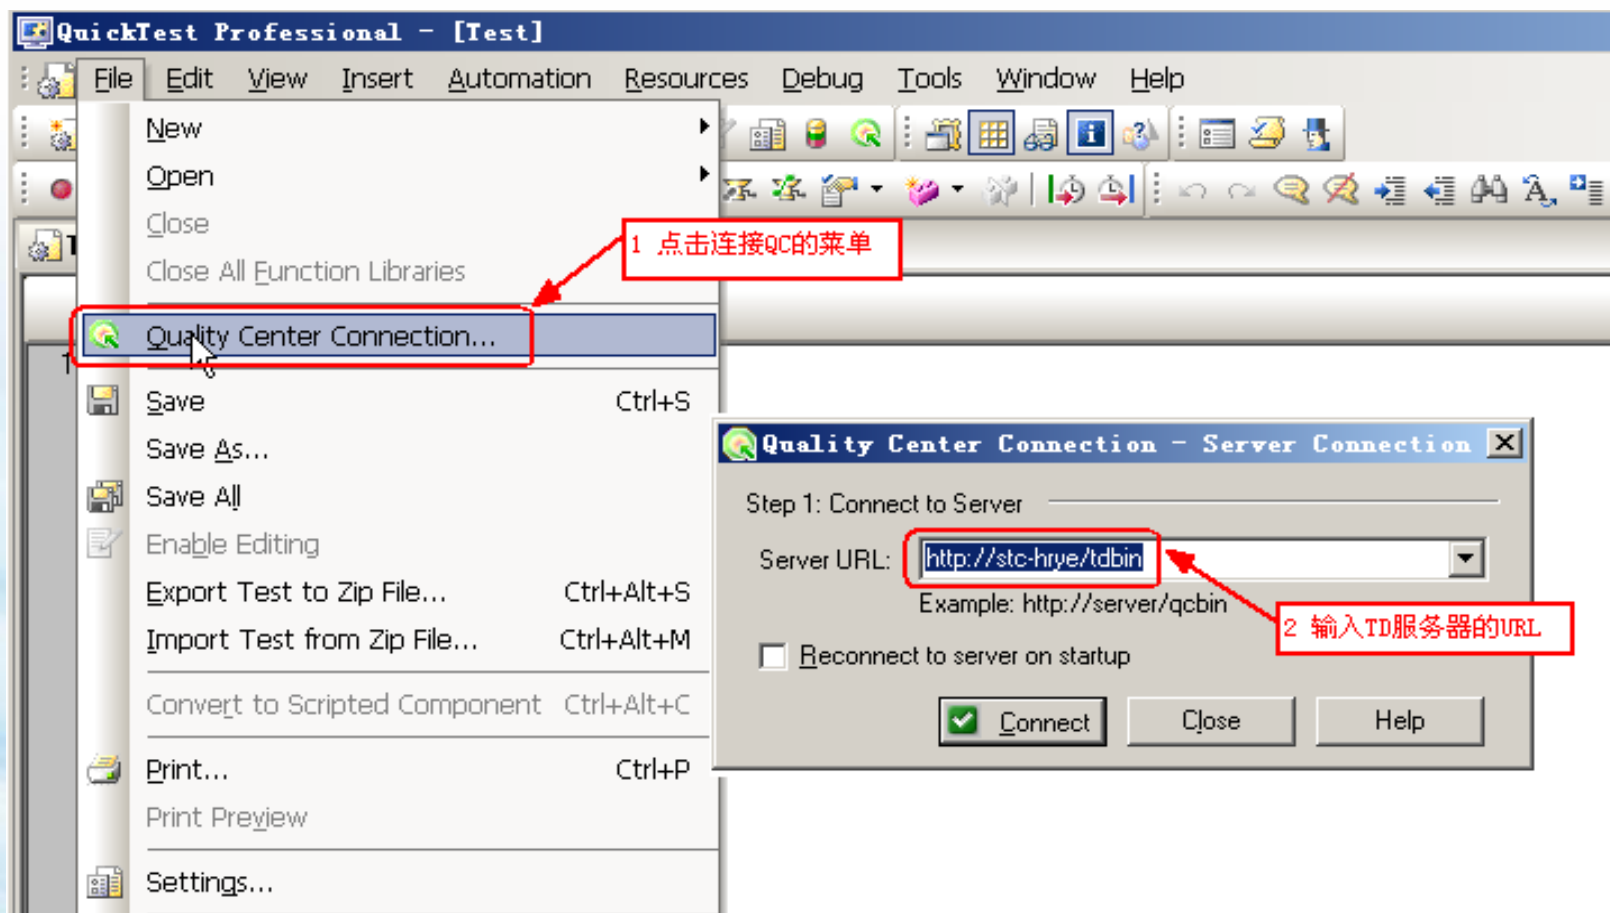 QuickTest Professional - [Test]
File Edit View Insert Automation Resources Debug Tools Window Help
New
Open
Close
Close All Function Libraries
Quality Center Connection...
Save Ctrl+S
Save As...
Save All
Enable Editing
Export Test to Zip File... Ctrl+Alt+S
Import Test from Zip File... Ctrl+Alt+M
Convert to Scripted Component Ctrl+Alt+C
Print... Ctrl+P
Print Preview
Settings...
1 点击连接QC的菜单
Quality Center Connection - Server Connection
Step 1: Connect to Server
Server URL: http://stc-hrye/tdbin
Example: http://server/qcbin
2 输入TD服务器的URL
Reconnect to server on startup
Connect Close Help